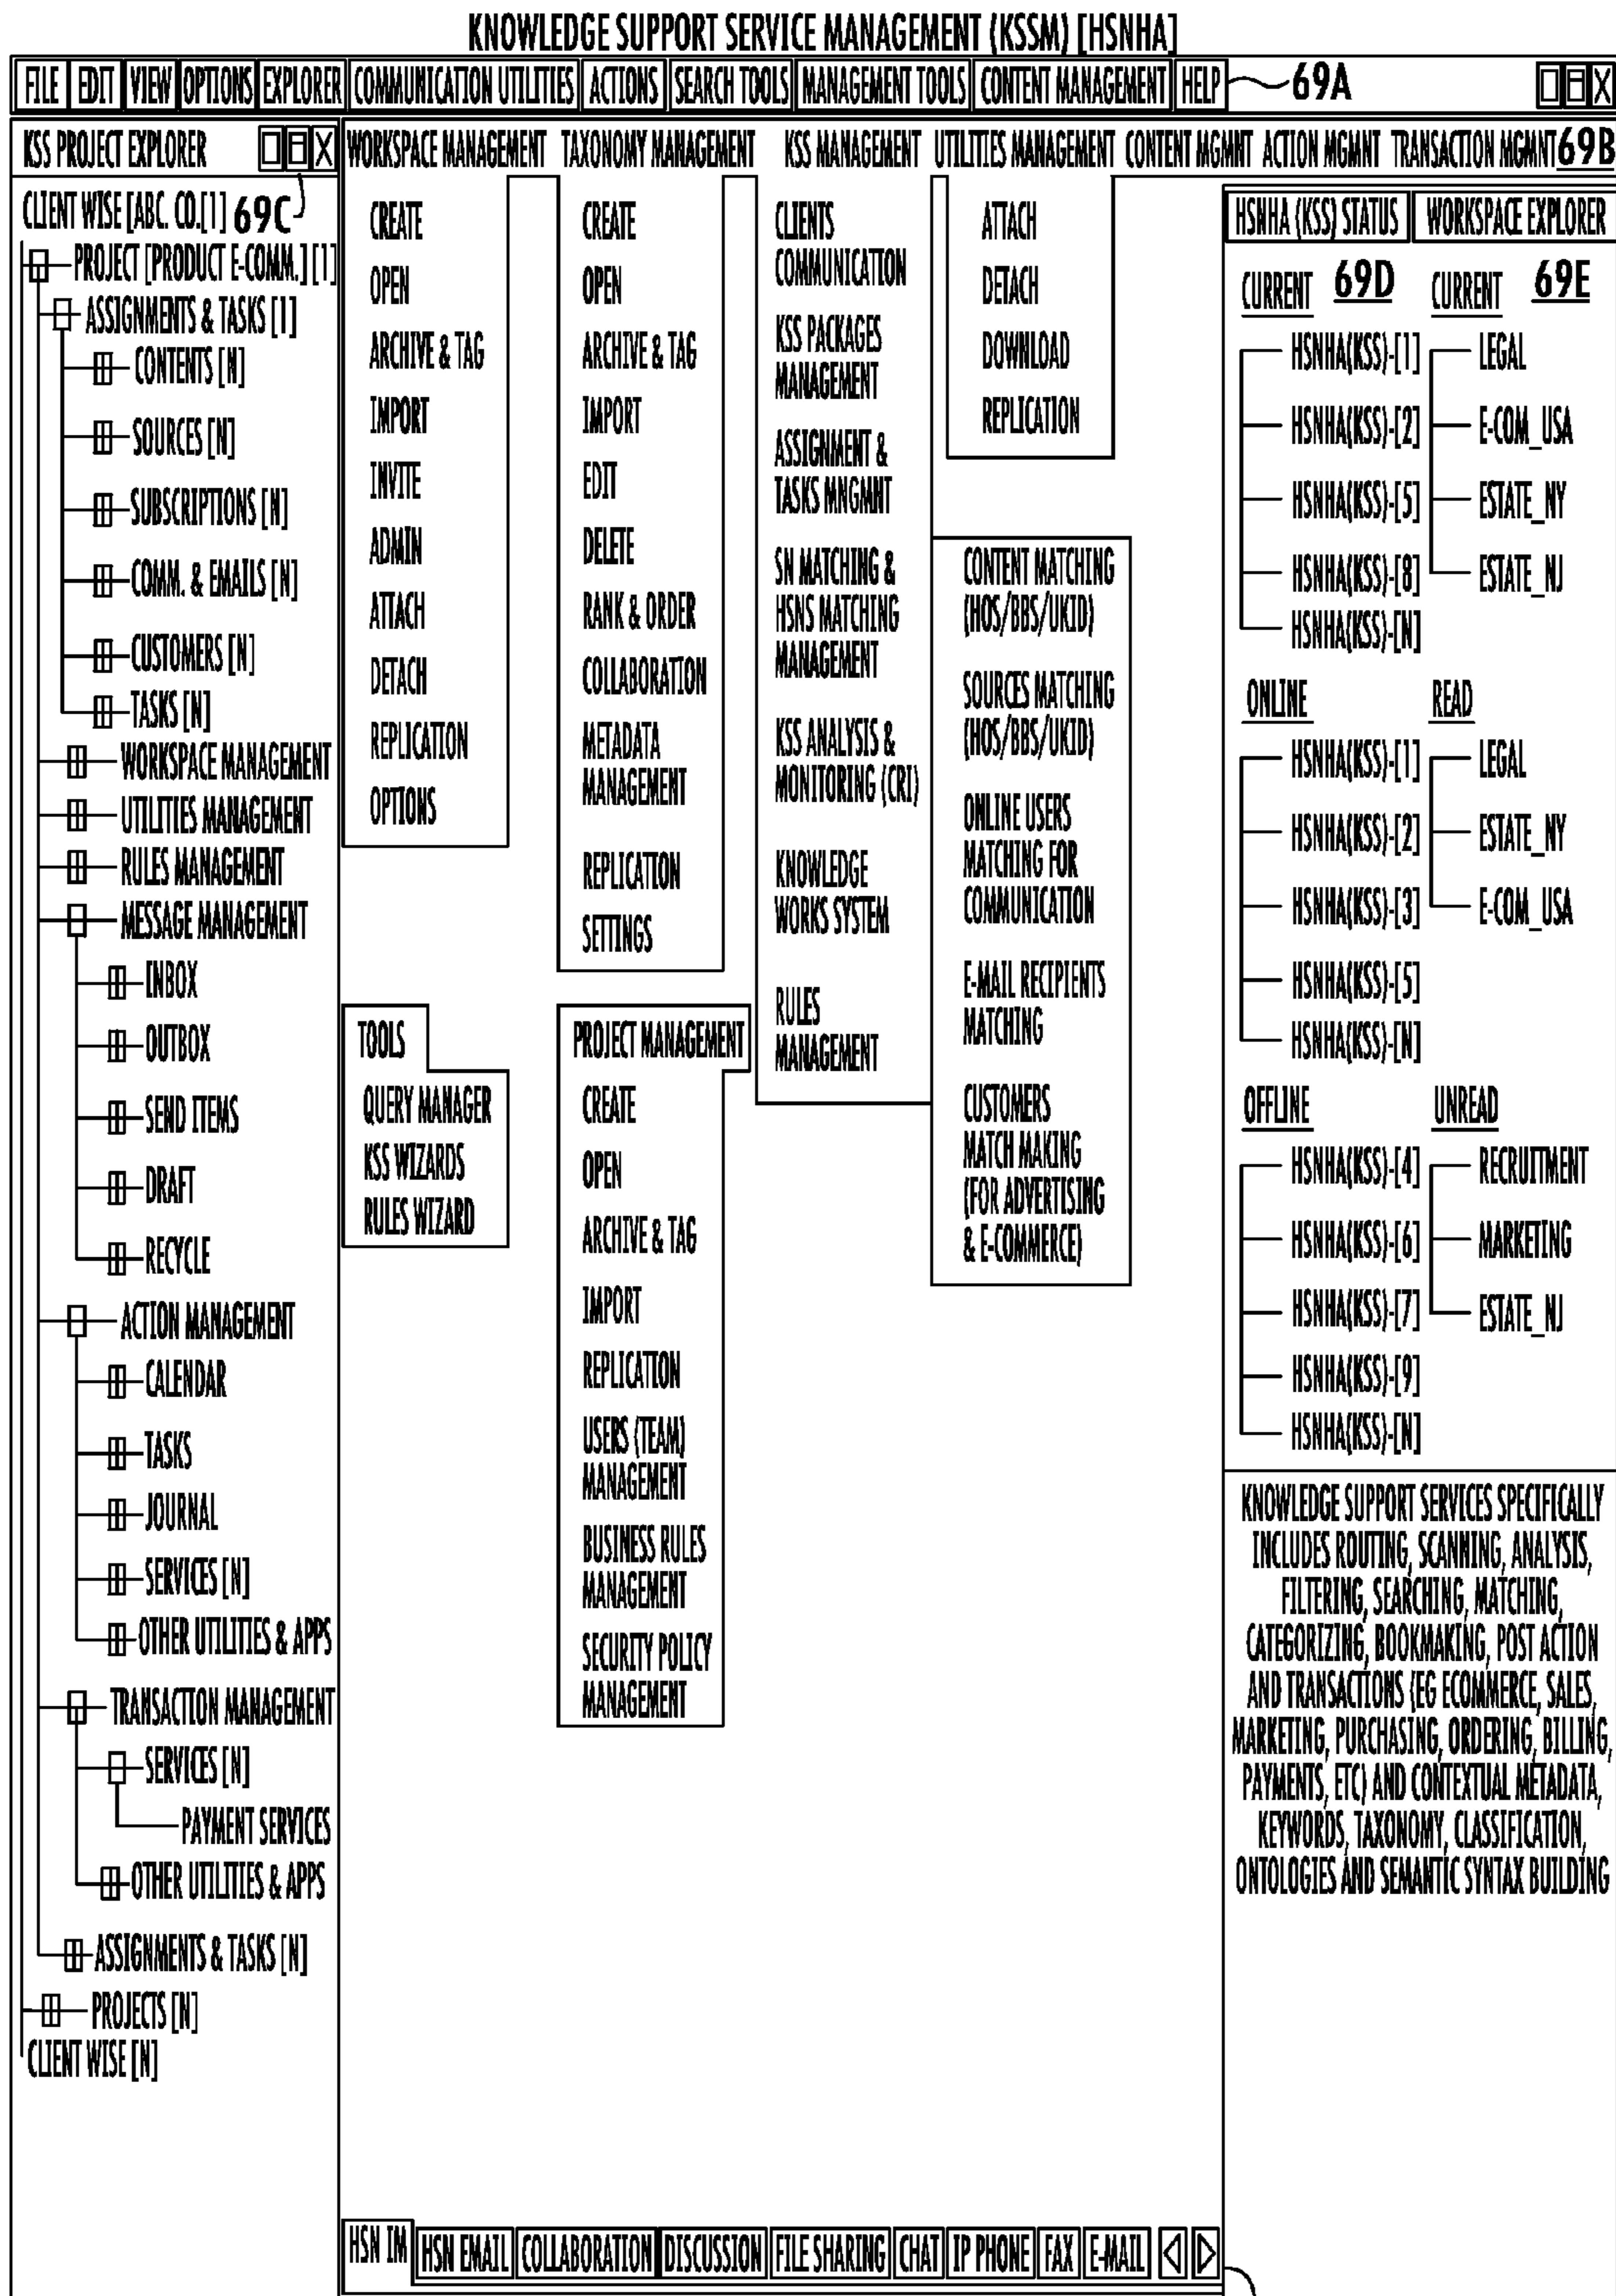 KNOWLEDGE SUPPORT SERVICE MANAGEMENT (KSSM) [HSNHA]
FILE EDIT VIEW OPTIONS EXPLORER COMMUNICATION UTILITIES ACTIONS SEARCH TOOLS MANAGEMENT TOOLS CONTENT MANAGEMENT HELP 69A
KSS PROJECT EXPLORER
69C
CLIENT WISE [ABC. CO.[1]
PROJECT [PRODUCT E-COMM.] [1]
ASSIGNMENTS & TASKS [1]
CONTENTS [N]
SOURCES [N]
SUBSCRIPTIONS [N]
COMM. & EMAILS [N]
CUSTOMERS [N]
TASKS [N]
WORKSPACE MANAGEMENT
UTILITIES MANAGEMENT
RULES MANAGEMENT
MESSAGE MANAGEMENT
INBOX
OUTBOX
SEND ITEMS
DRAFT
RECYCLE
ACTION MANAGEMENT
CALENDAR
TASKS
JOURNAL
SERVICES [N]
OTHER UTILITIES & APPS
TRANSACTION MANAGEMENT
SERVICES [N]
PAYMENT SERVICES
OTHER UTILITIES & APPS
ASSIGNMENTS & TASKS [N]
PROJECTS [N]
CLIENT WISE [N]
WORKSPACE MANAGEMENT TAXONOMY MANAGEMENT KSS MANAGEMENT UTILITIES MANAGEMENT CONTENT MGMNT ACTION MGMNT TRANSACTION MGMNT 69B
CREATE
OPEN
ARCHIVE & TAG
IMPORT
INVITE
ADMIN
ATTACH
DETACH
REPLICATION
OPTIONS
TOOLS
QUERY MANAGER
KSS WIZARDS
RULES WIZARD
CREATE
OPEN
ARCHIVE & TAG
IMPORT
EDIT
DELETE
RANK & ORDER
COLLABORATION
METADATA
MANAGEMENT
REPLICATION
SETTINGS
PROJECT MANAGEMENT
CREATE
OPEN
ARCHIVE & TAG
IMPORT
REPLICATION
USERS (TEAM)
MANAGEMENT
BUSINESS RULES
MANAGEMENT
SECURITY POLICY
MANAGEMENT
CLIENTS
COMMUNICATION
KSS PACKAGES
MANAGEMENT
ASSIGNMENT &
TASKS MNGMNT
SN MATCHING &
HSNS MATCHING
MANAGEMENT
KSS ANALYSIS &
MONITORING (CRI)
KNOWLEDGE
WORKS SYSTEM
RULES
MANAGEMENT
ATTACH
DETACH
DOWNLOAD
REPLICATION
CONTENT MATCHING
(HOS/BBS/UKID)
SOURCES MATCHING
(HOS/BBS/UKID)
ONLINE USERS
MATCHING FOR
COMMUNICATION
E-MAIL RECIPIENTS
MATCHING
CUSTOMERS
MATCH MAKING
(FOR ADVERTISING
& E-COMMERCE)
HSNHA (KSS) STATUS
CURRENT 69D
HSNHA(KSS)-[1]
HSNHA(KSS)-[2]
HSNHA(KSS)-[5]
HSNHA(KSS)-[8]
HSNHA(KSS)-[N]
ONLINE
HSNHA(KSS)-[1]
HSNHA(KSS)-[2]
HSNHA(KSS)-[3]
HSNHA(KSS)-[5]
HSNHA(KSS)-[N]
OFFLINE
HSNHA(KSS)-[4]
HSNHA(KSS)-[6]
HSNHA(KSS)-[7]
HSNHA(KSS)-[9]
HSNHA(KSS)-[N]
WORKSPACE EXPLORER
CURRENT 69E
LEGAL
E-COM_USA
ESTATE_NY
ESTATE_NJ
READ
LEGAL
ESTATE_NY
E-COM_USA
UNREAD
RECRUITMENT
MARKETING
ESTATE_NJ
KNOWLEDGE SUPPORT SERVICES SPECIFICALLY
INCLUDES ROUTING, SCANNING, ANALYSIS,
FILTERING, SEARCHING, MATCHING,
CATEGORIZING, BOOKMAKING, POST ACTION
AND TRANSACTIONS (EG ECOMMERCE, SALES,
MARKETING, PURCHASING, ORDERING, BILLING,
PAYMENTS, ETC) AND CONTEXTUAL METADATA,
KEYWORDS, TAXONOMY, CLASSIFICATION,
ONTOLOGIES AND SEMANTIC SYNTAX BUILDING
HSN IM HSN EMAIL COLLABORATION DISCUSSION FILE SHARING CHAT IP PHONE FAX E-MAIL